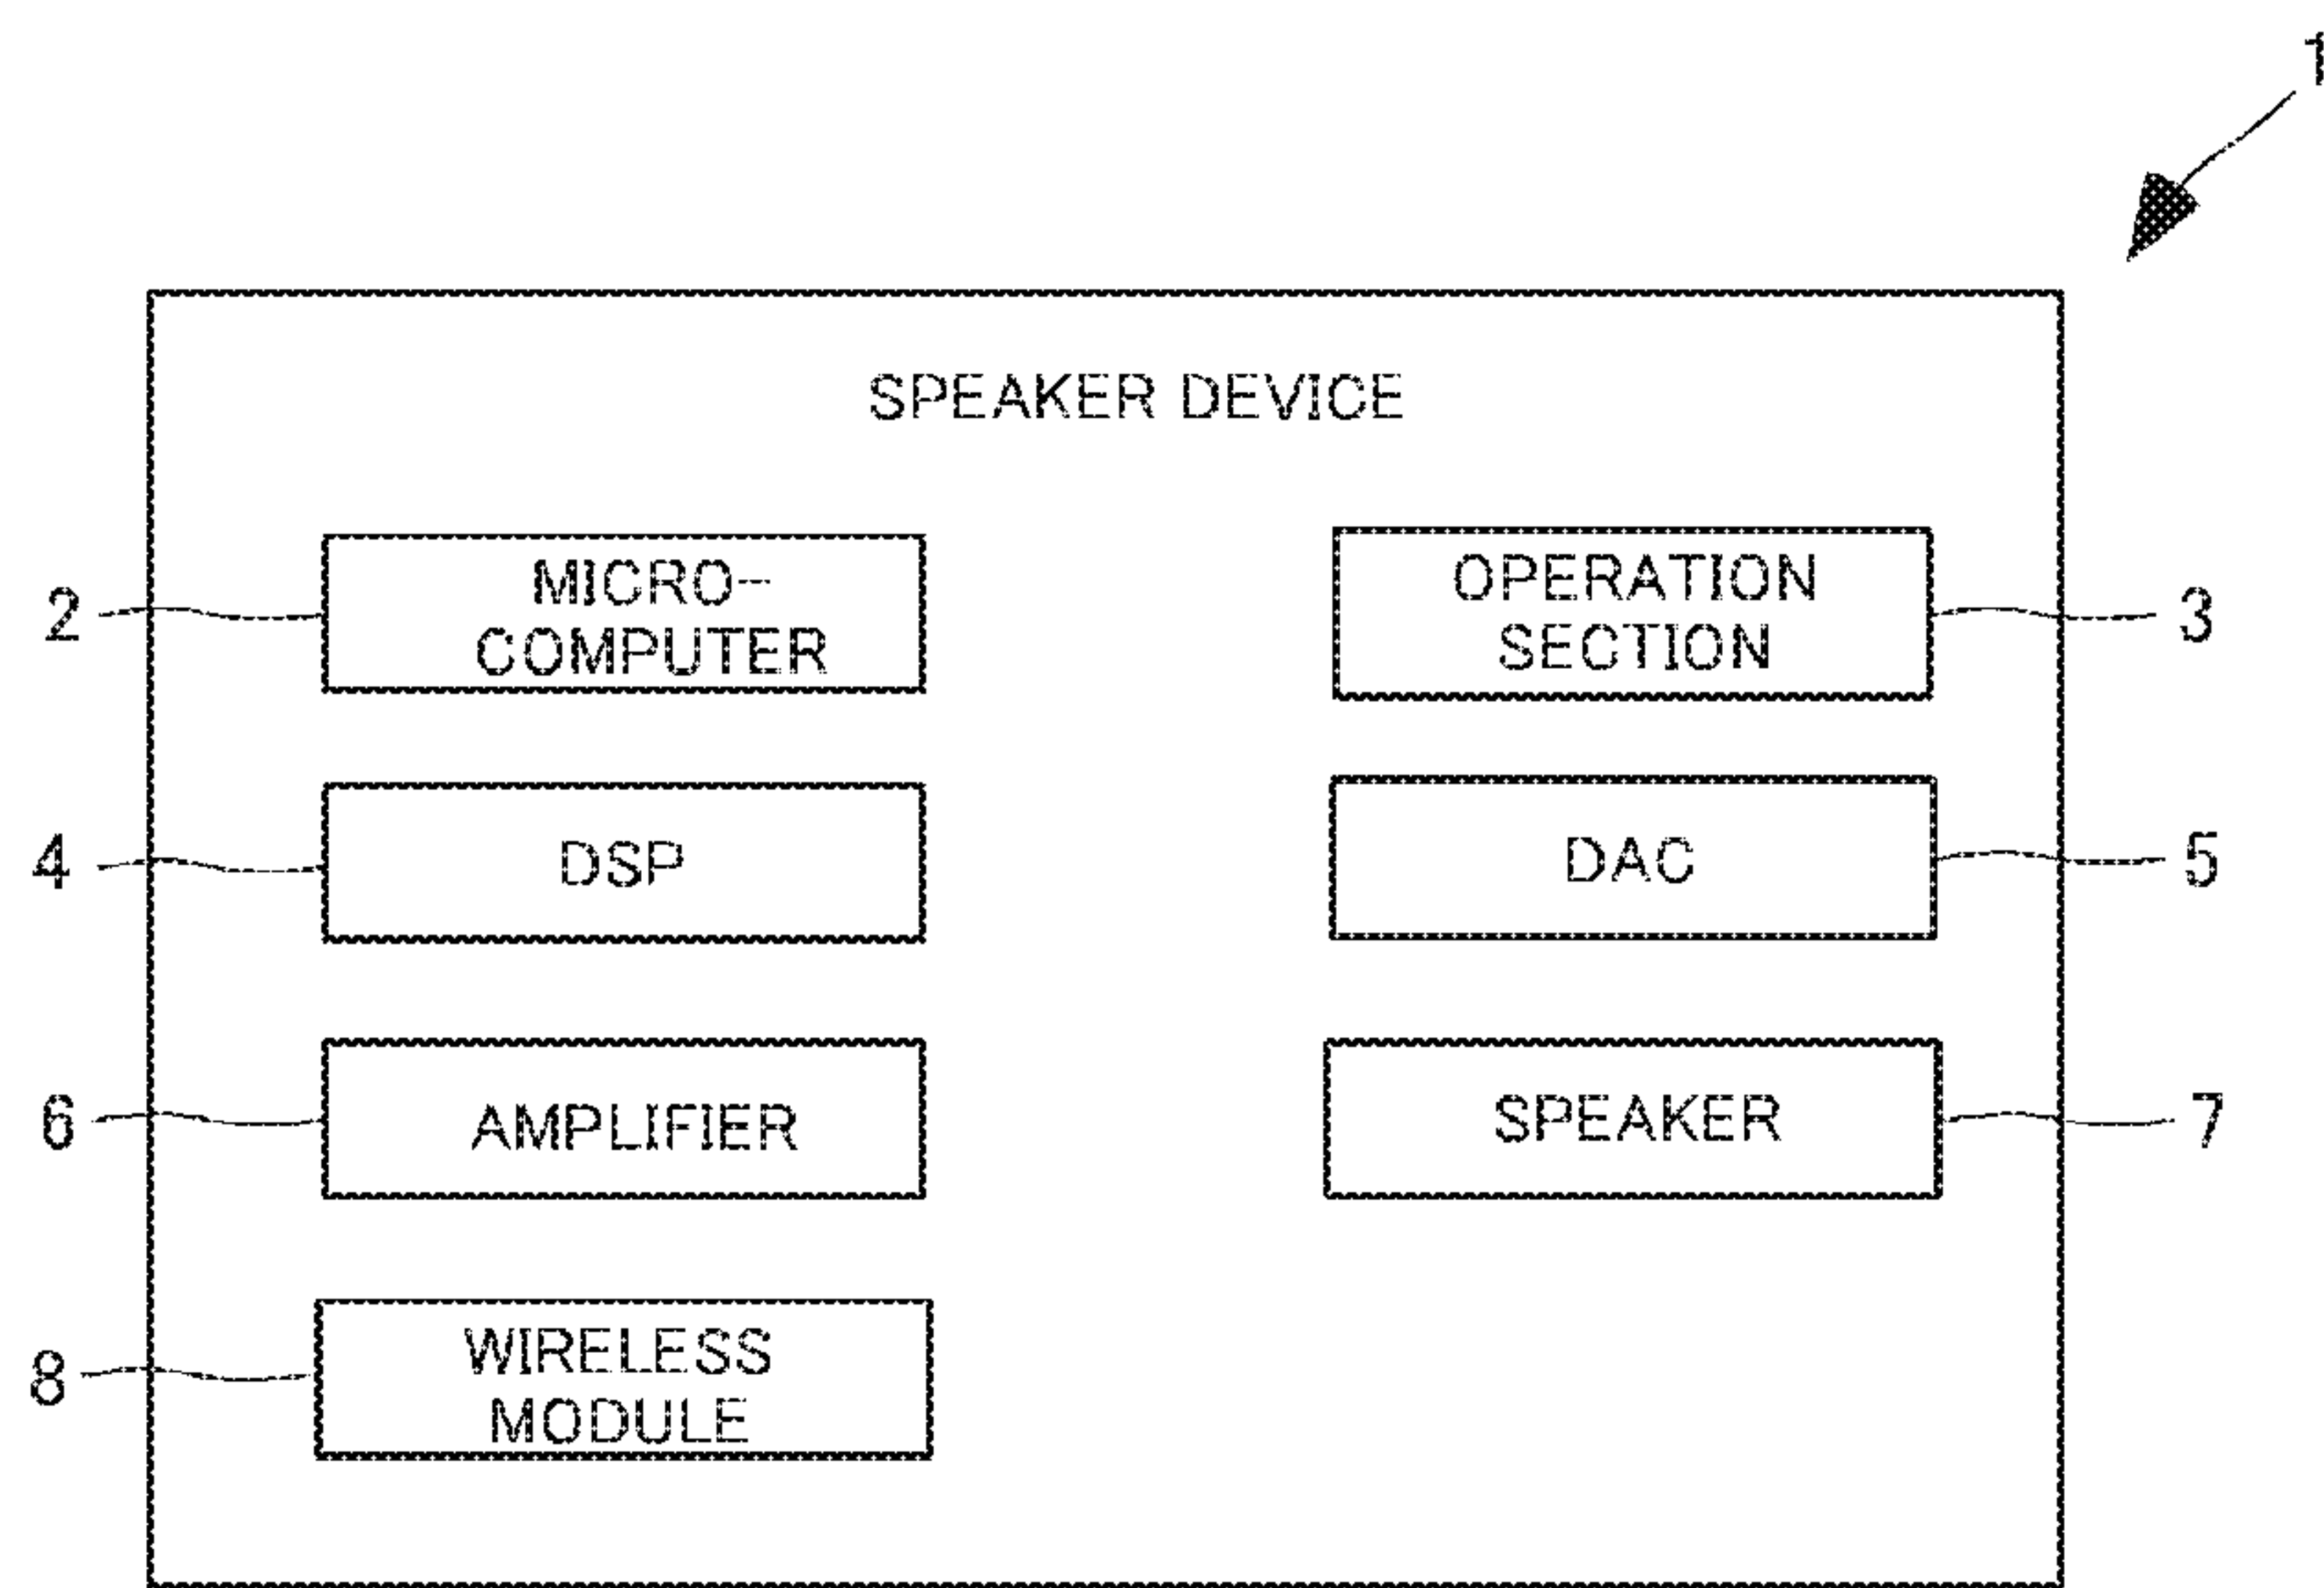 1
SPEAKER DEVICE
2
MICRO-
COMPUTER
OPERATION
SECTION
3
4
DSP
DAC
5
6
AMPLIFIER
SPEAKER
7
8
WIRELESS
MODULE